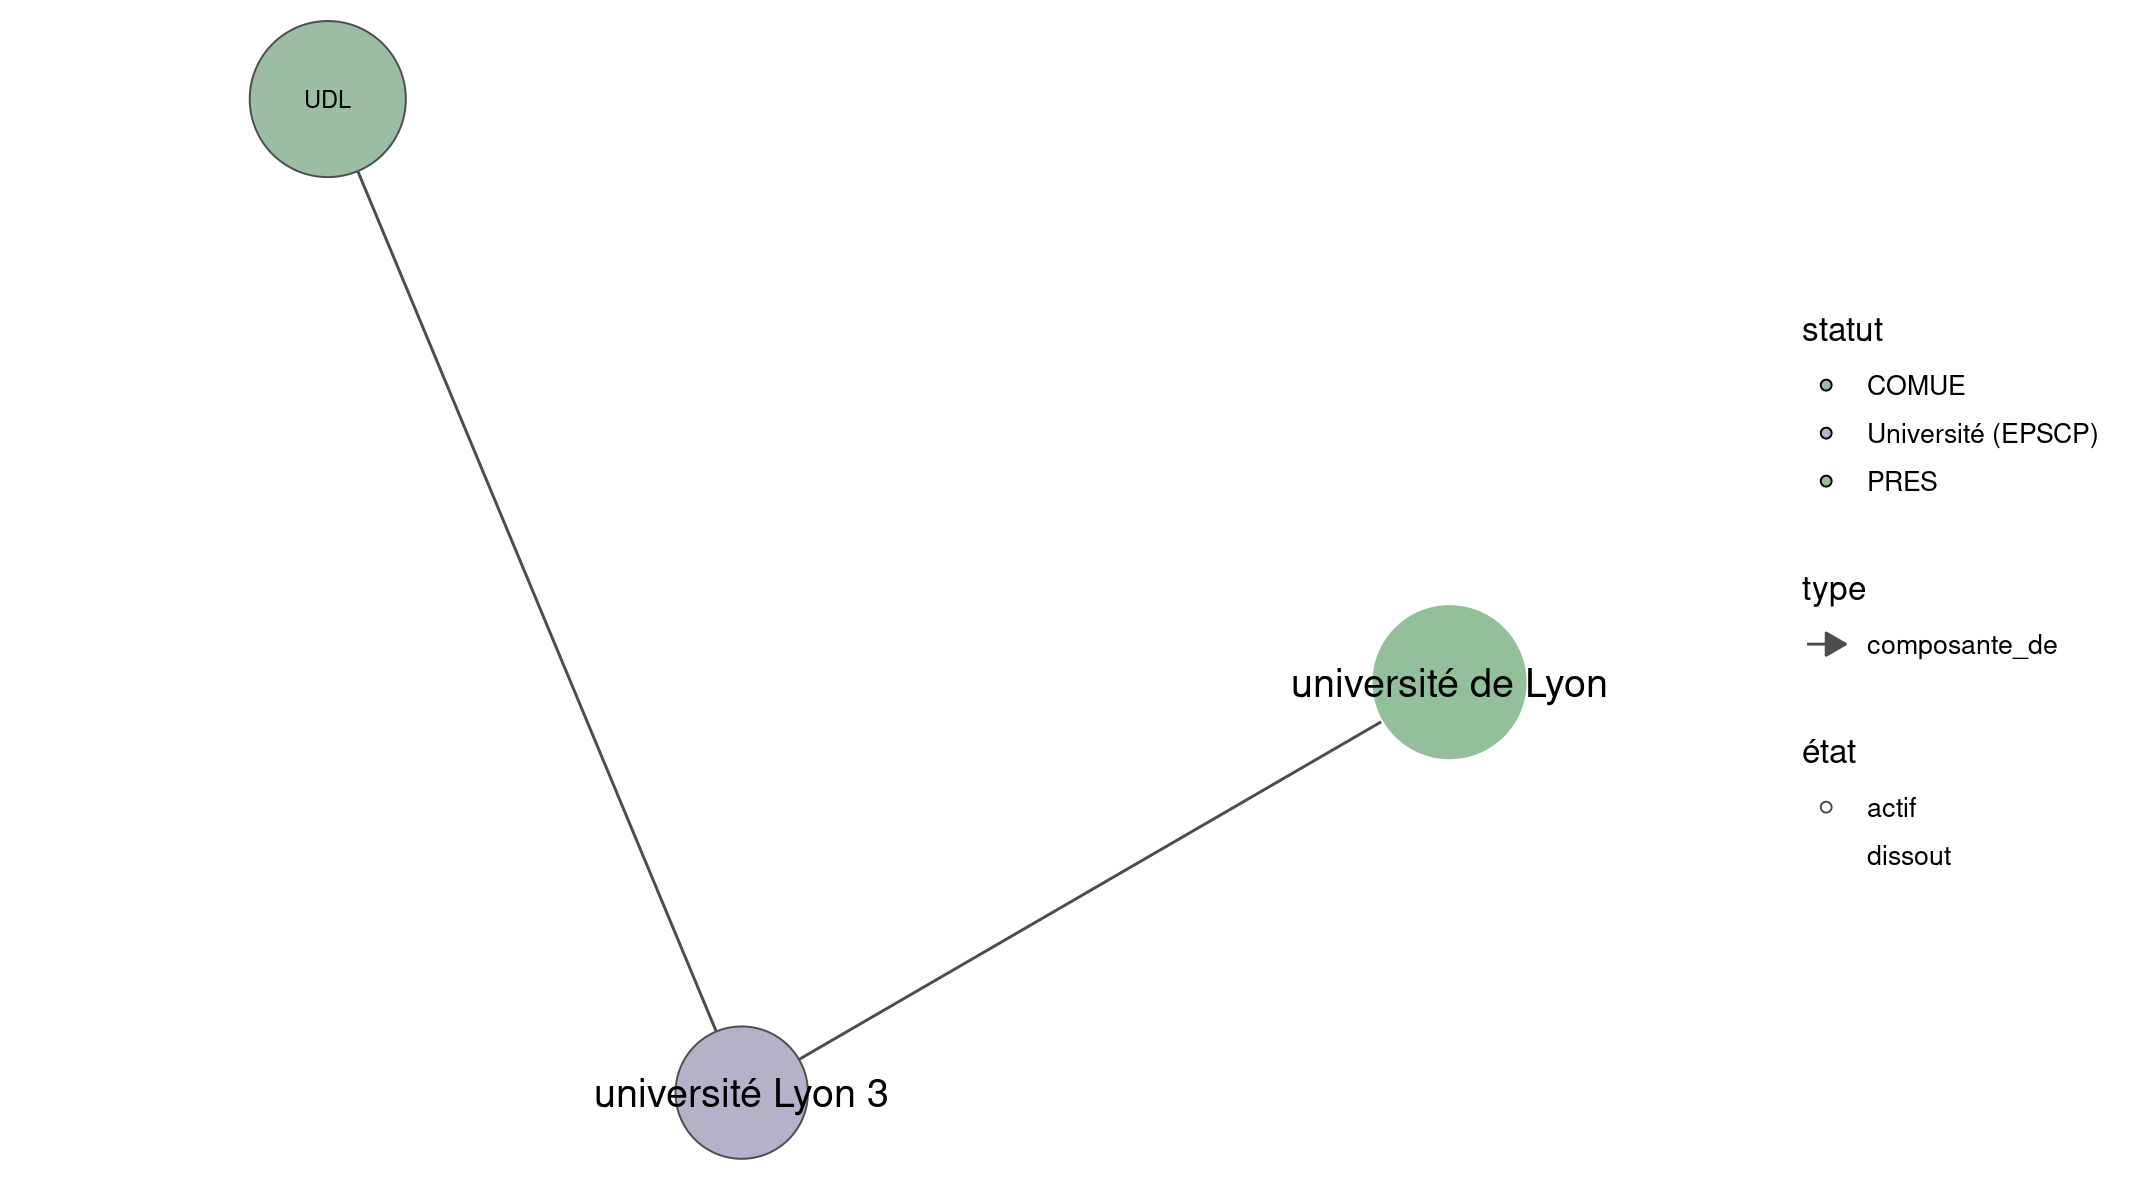 UDL
université de Lyon
université Lyon 3
statut
COMUE
Université (EPSCP)
PRES
type
composante_de
état
actif
dissout